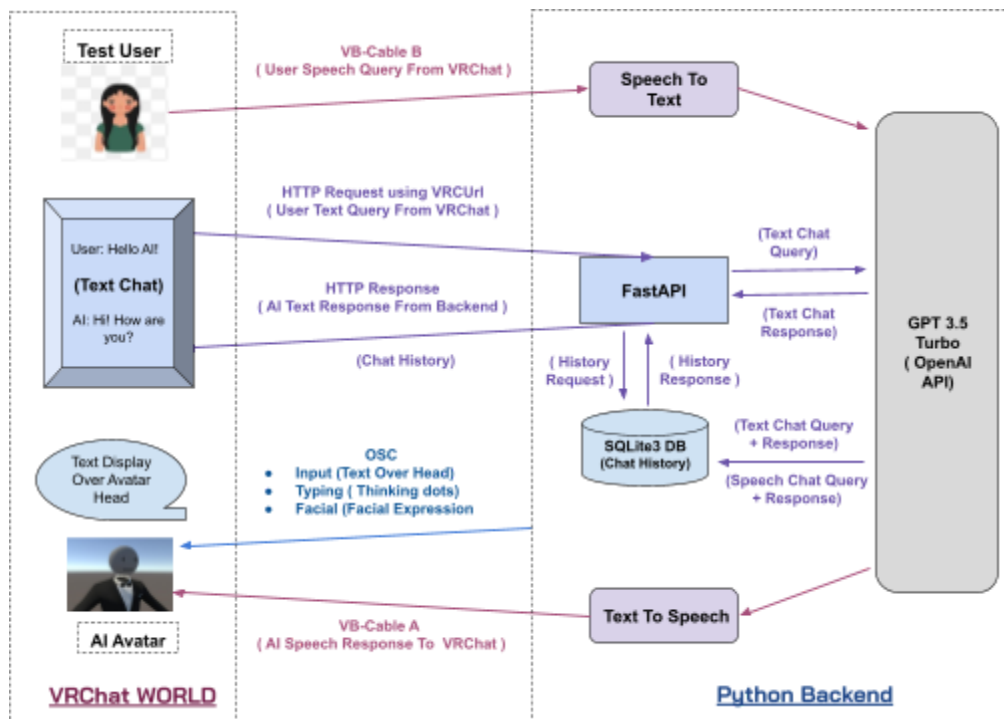 Test User
VB-Cable B
( User Speech Query From VRChat )
Speech To
Text
HTTP Request using VRCUrl
( User Text Query From VRChat )
User: Hello AI!
(Text Chat)
AI: Hi! How are
you?
HTTP Response
( AI Text Response From Backend )
(Chat History)
FastAPI
(Text Chat
Query)
(Text Chat
Response)
GPT 3.5
Turbo
( OpenAI
API)
( History
Request )
( History
Response )
SQLite3 DB
(Chat History)
(Text Chat Query
+ Response)
(Speech Chat Query
+ Response)
Text Display
Over Avatar
Head
OSC
● Input (Text Over Head)
● Typing ( Thinking dots)
● Facial (Facial Expression
AI Avatar
VB-Cable A
( AI Speech Response To VRChat )
Text To Speech
VRChat WORLD
Python Backend